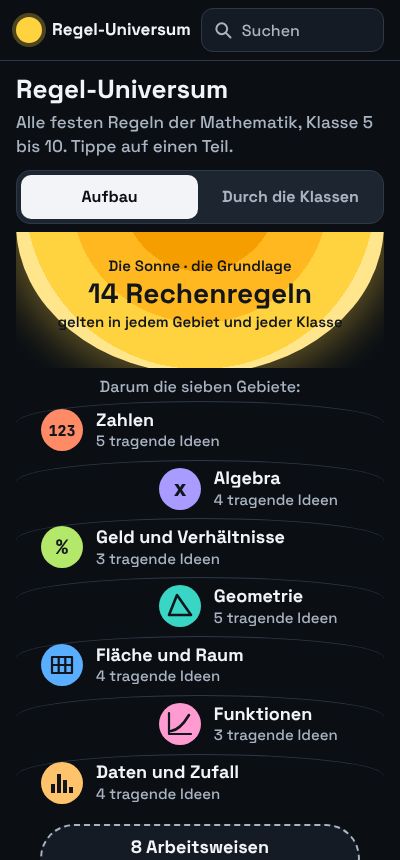 Regel-Universum
Suchen
Regel-Universum
Alle festen Regeln der Mathematik, Klasse 5
bis 10. Tippe auf einen Teil.
Aufbau
Durch die Klassen
Die Sonne · die Grundlage
14 Rechenregeln
gelten in jedem Gebiet und jeder Klasse
Darum die sieben Gebiete:
123
Zahlen
5 tragende Ideen
x
Algebra
4 tragende Ideen
%
Geld und Verhältnisse
3 tragende Ideen
Geometrie
5 tragende Ideen
Fläche und Raum
4 tragende Ideen
Funktionen
3 tragende Ideen
Daten und Zufall
4 tragende Ideen
8 Arbeitsweisen